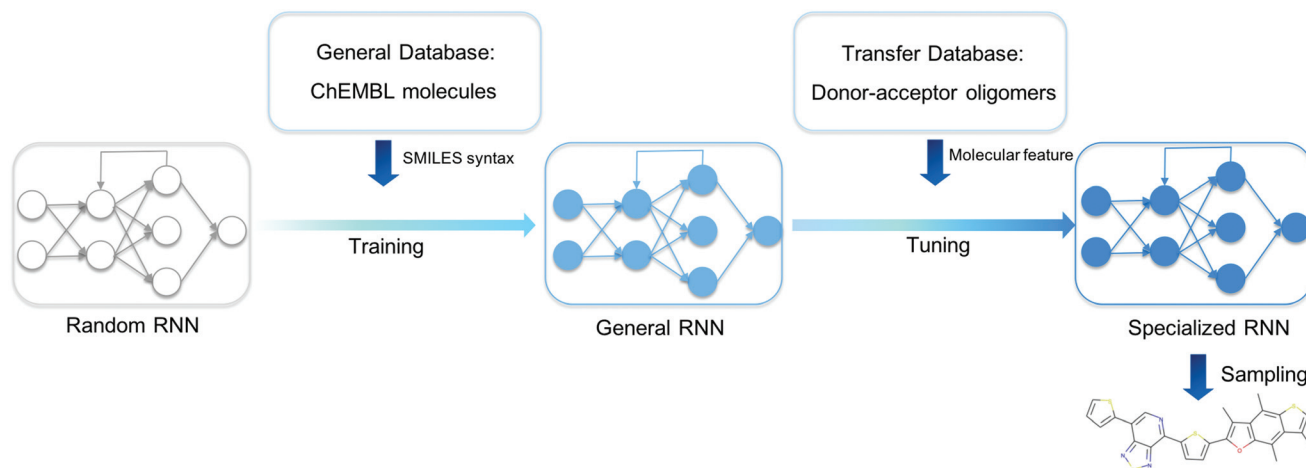 General Database:
ChEMBL molecules
Transfer Database:
Donor-acceptor oligomers
SMILES syntax
Molecular feature
Training
Tuning
Random RNN
General RNN
Specialized RNN
Sampling
S
N
S
S
N
N
O